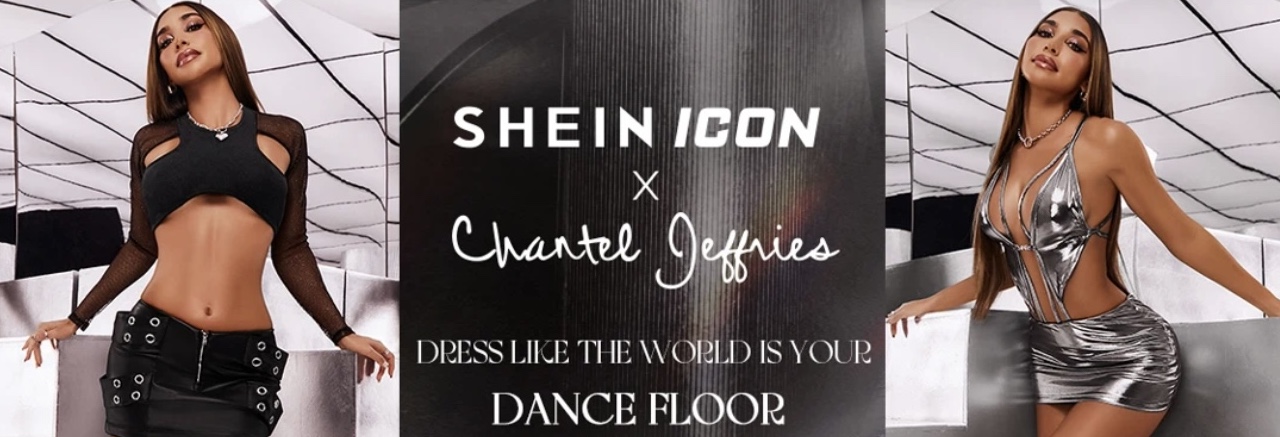 SHEIN ICON
X
Chantel Jeffries
DRESS LIKE THE WORLD IS YOUR
DANCE FLOOR